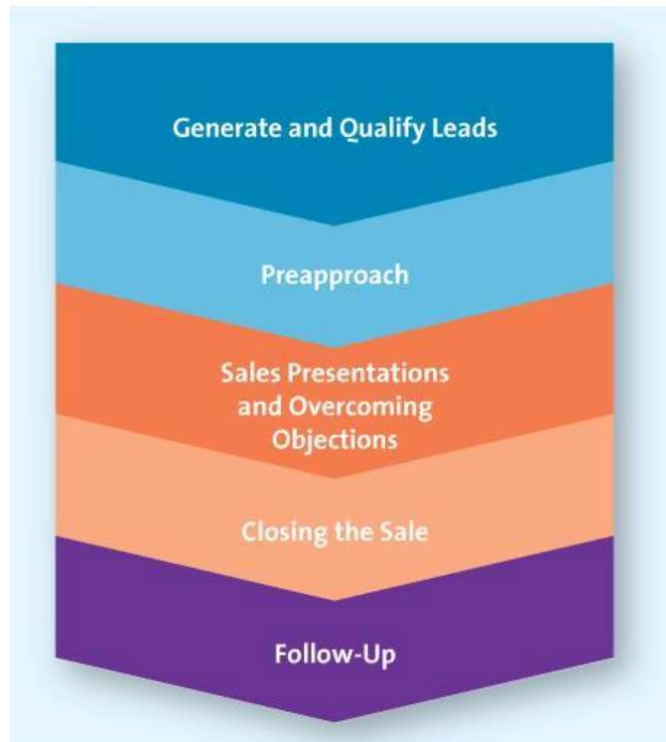 Generate and Qualify Leads
Preapproach
Sales Presentations
and Overcoming
Objections
Closing the Sale
Follow-Up